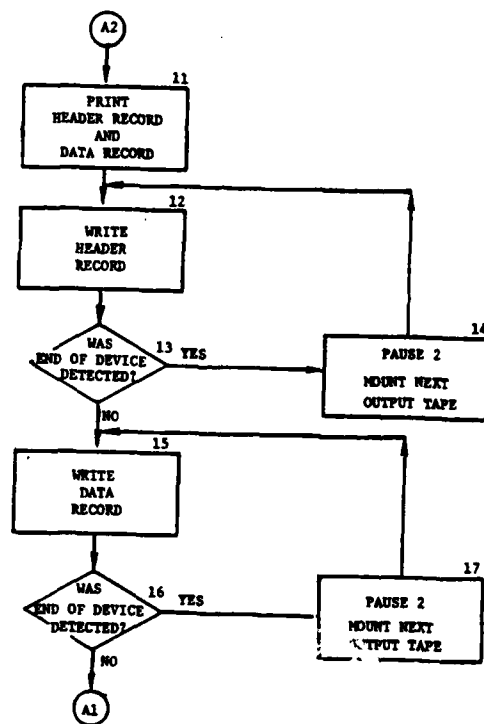 A2
11
PRINT
HEADER RECORD
AND
DATA RECORD
12
WRITE
HEADER
RECORD
WAS
END OF DEVICE
DETECTED?
13
YES
NO
14
PAUSE 2
MOUNT NEXT
OUTPUT TAPE
15
WRITE
DATA
RECORD
WAS
END OF DEVICE
DETECTED?
16
YES
NO
17
PAUSE 2
MOUNT NEXT
OUTPUT TAPE
A1